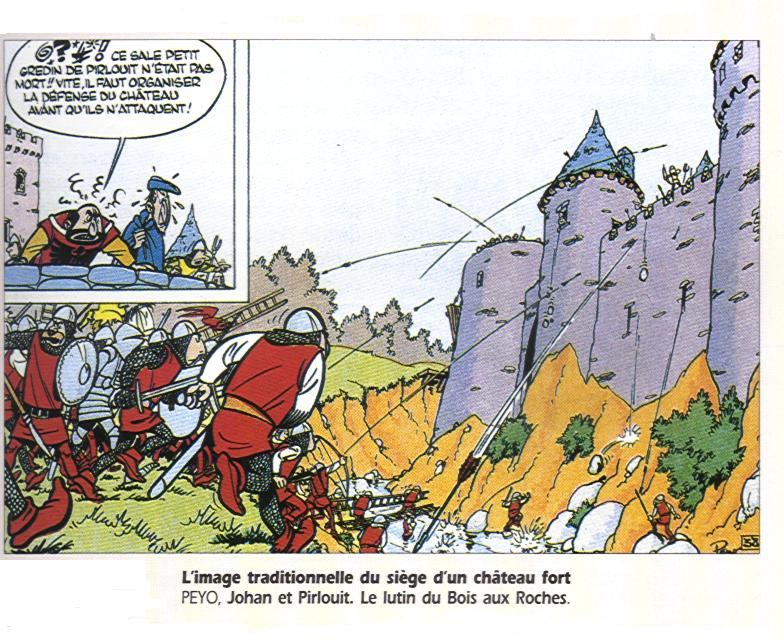 @?*! CE SALE PETIT
GREDIN DE PIRLOUIT N'ÉTAIT PAS
MORT!! VITE, IL FAUT ORGANISER
LA DÉFENSE DU CHÂTEAU
AVANT QU'ILS N'ATTAQUENT!
38
L'image traditionnelle du siège d'un château fort
PEYO, Johan et Pirlouit. Le lutin du Bois aux Roches.